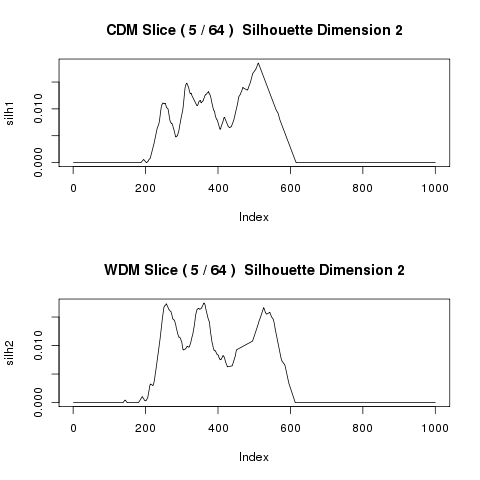 CDM Slice ( 5 / 64 )  Silhouette Dimension 2
silh1
0.000 0.010
0 200 400 600 800 1000
Index
WDM Slice ( 5 / 64 )  Silhouette Dimension 2
silh2
0.000 0.010
0 200 400 600 800 1000
Index